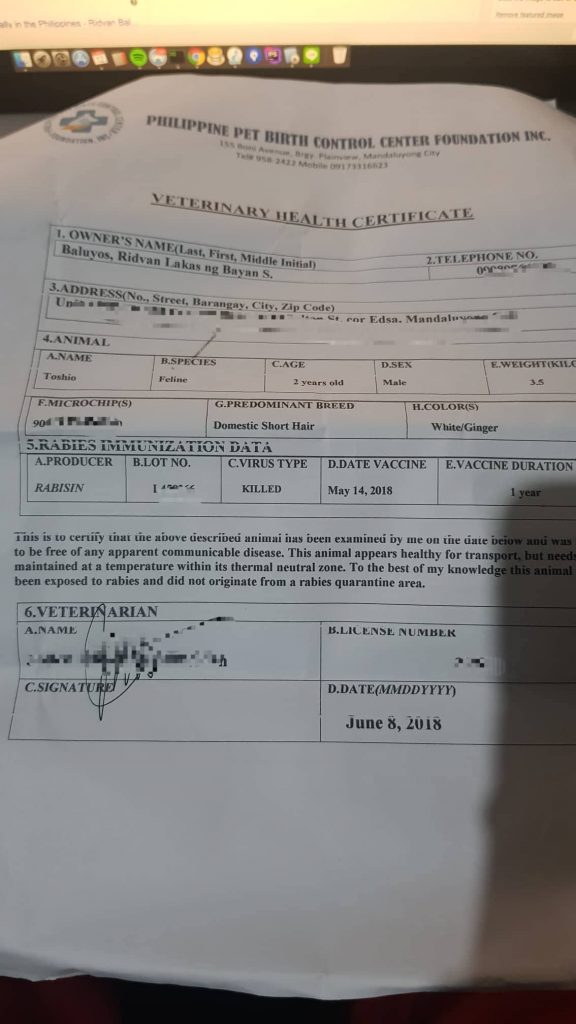 ally in the Philippines - Ridvan Bal...
Remove featured image
PHILIPPINE PET BIRTH CONTROL CENTER FOUNDATION INC.
155 Boni Avenue, Brgy. Plainview, Mandaluyong City
Tel# 958-2422 Mobile 09173316623
VETERINARY HEALTH CERTIFICATE
1. OWNER'S NAME(Last, First, Middle Initial)
Baluyos, Ridvan Lakas ng Bayan S.
2.TELEPHONE NO.
3.ADDRESS(No., Street, Barangay, City, Zip Code)
St. cor Edsa.
4.ANIMAL
A.NAME B.SPECIES C.AGE D.SEX E.WEIGHT(KILO
Toshio Feline 2 years old Male 3.5
F.MICROCHIP(S) G.PREDOMINANT BREED H.COLOR(S)
Domestic Short Hair White/Ginger
5.RABIES IMMUNIZATION DATA
A.PRODUCER B.LOT NO. C.VIRUS TYPE D.DATE VACCINE E.VACCINE DURATION
RABISIN KILLED May 14, 2018 1 year
This is to certify that the above described animal has been examined by me on the date below and was
to be free of any apparent communicable disease. This animal appears healthy for transport, but needs
maintained at a temperature within its thermal neutral zone. To the best of my knowledge this animal
been exposed to rabies and did not originate from a rabies quarantine area.
6.VETERINARIAN
A.NAME B.LICENSE NUMBER
C.SIGNATURE D.DATE(MMDDYYYY)
June 8, 2018